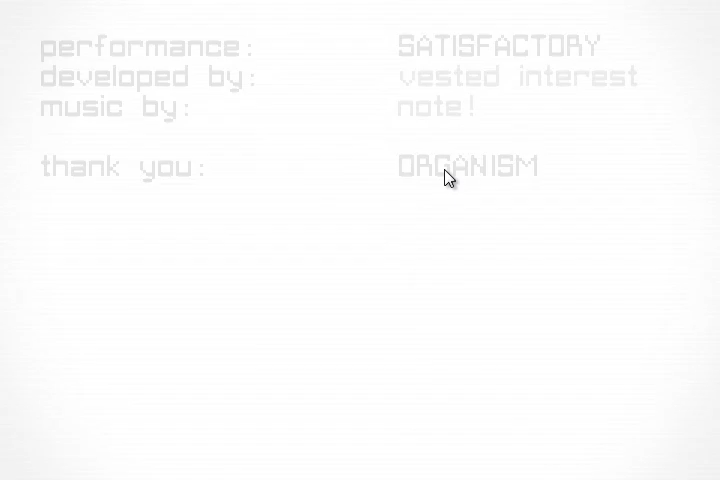 performance: SATISFACTORY
developed by: vested interest
music by: note!
thank you: ORGANISM